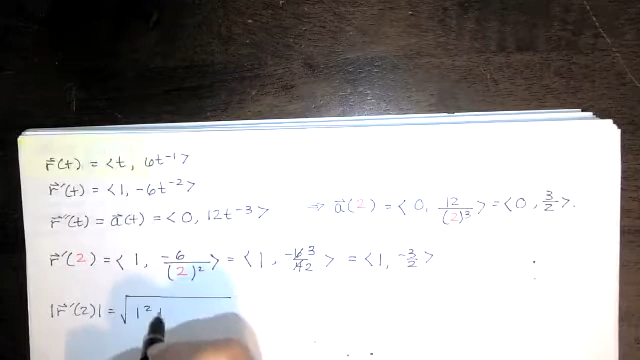 r⃗(t) = ⟨t, 6t⁻¹⟩
r⃗'(t) = ⟨1, -6t⁻²⟩
r⃗''(t) = a⃗(t) = ⟨0, 12t⁻³⟩ ⇒ a⃗(2) = ⟨0, 12/(2)³⟩ = ⟨0, 3/2⟩.
r⃗'(2) = ⟨1, -6/(2)²⟩ = ⟨1, -6̸ 3/4̸ 2⟩ = ⟨1, -3/2⟩
|r⃗'(2)| = √1² +